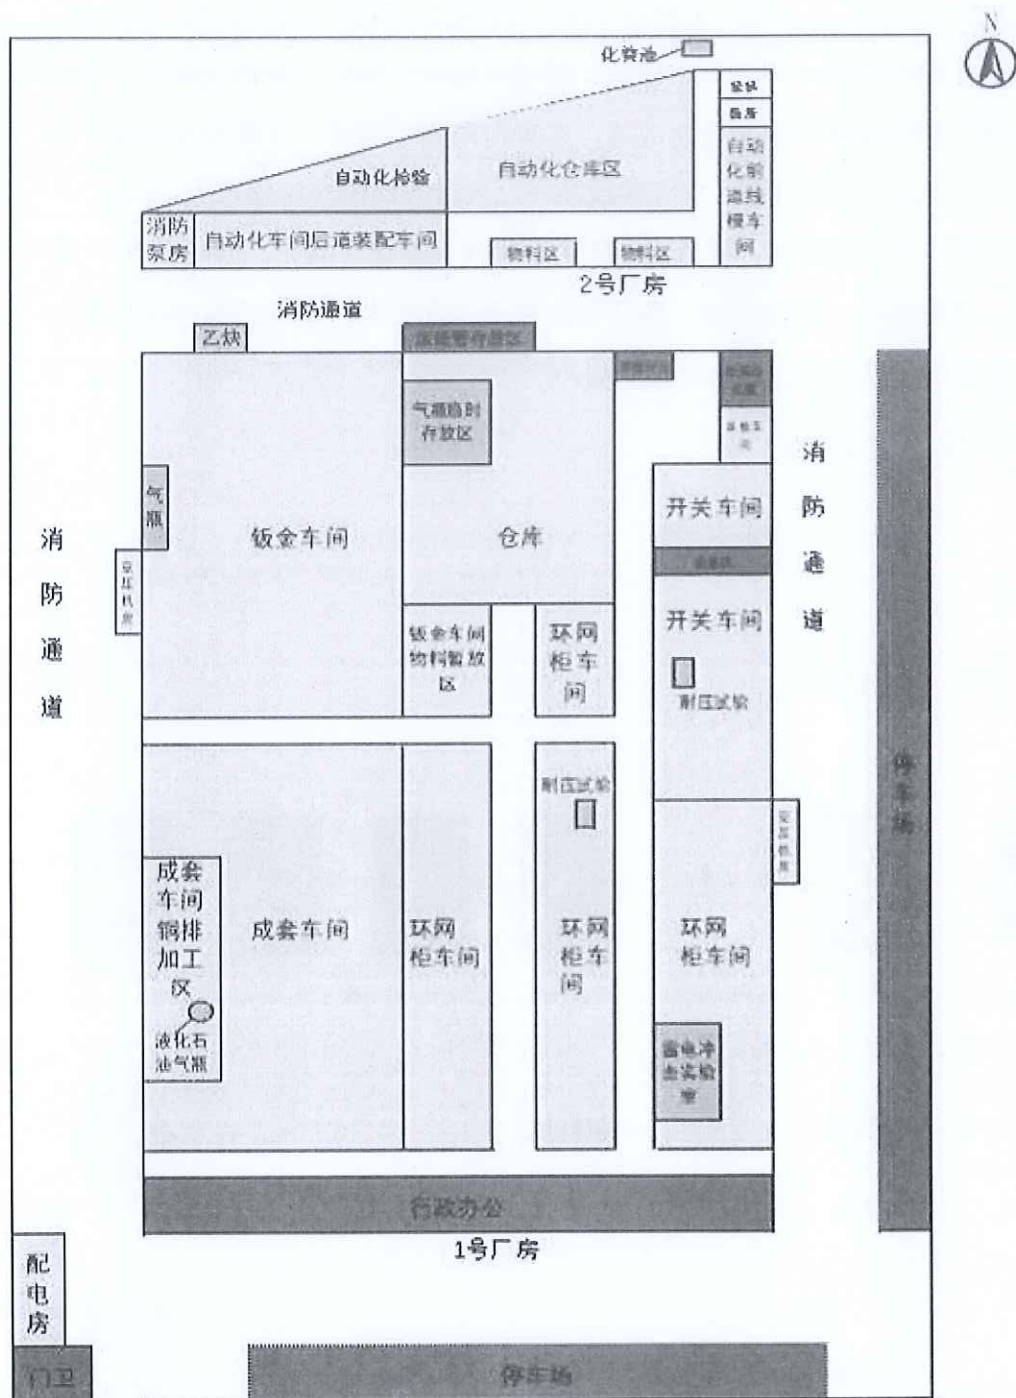 N
化粪池
自动化检验
自动化仓库区
自动
化前
道线
模车
间
消防
泵房
自动化车间后道装配车间
物料区
物料区
2号厂房
消防通道
乙炔
气瓶临时
存放区
气
瓶
钣金车间
仓库
开关车间
开关车间
消
防
通
道
消
防
通
道
钣金车间
物料暂放
区
环网
柜车
间
耐压试验
耐压试验
停
车
场
成套
车间
铜排
加工
区
液化石
油气瓶
成套车间
环网
柜车间
环网
柜车
间
环网
柜车间
雷电冲
击实验
室
行政办公
1号厂房
配
电
房
门卫
停车场